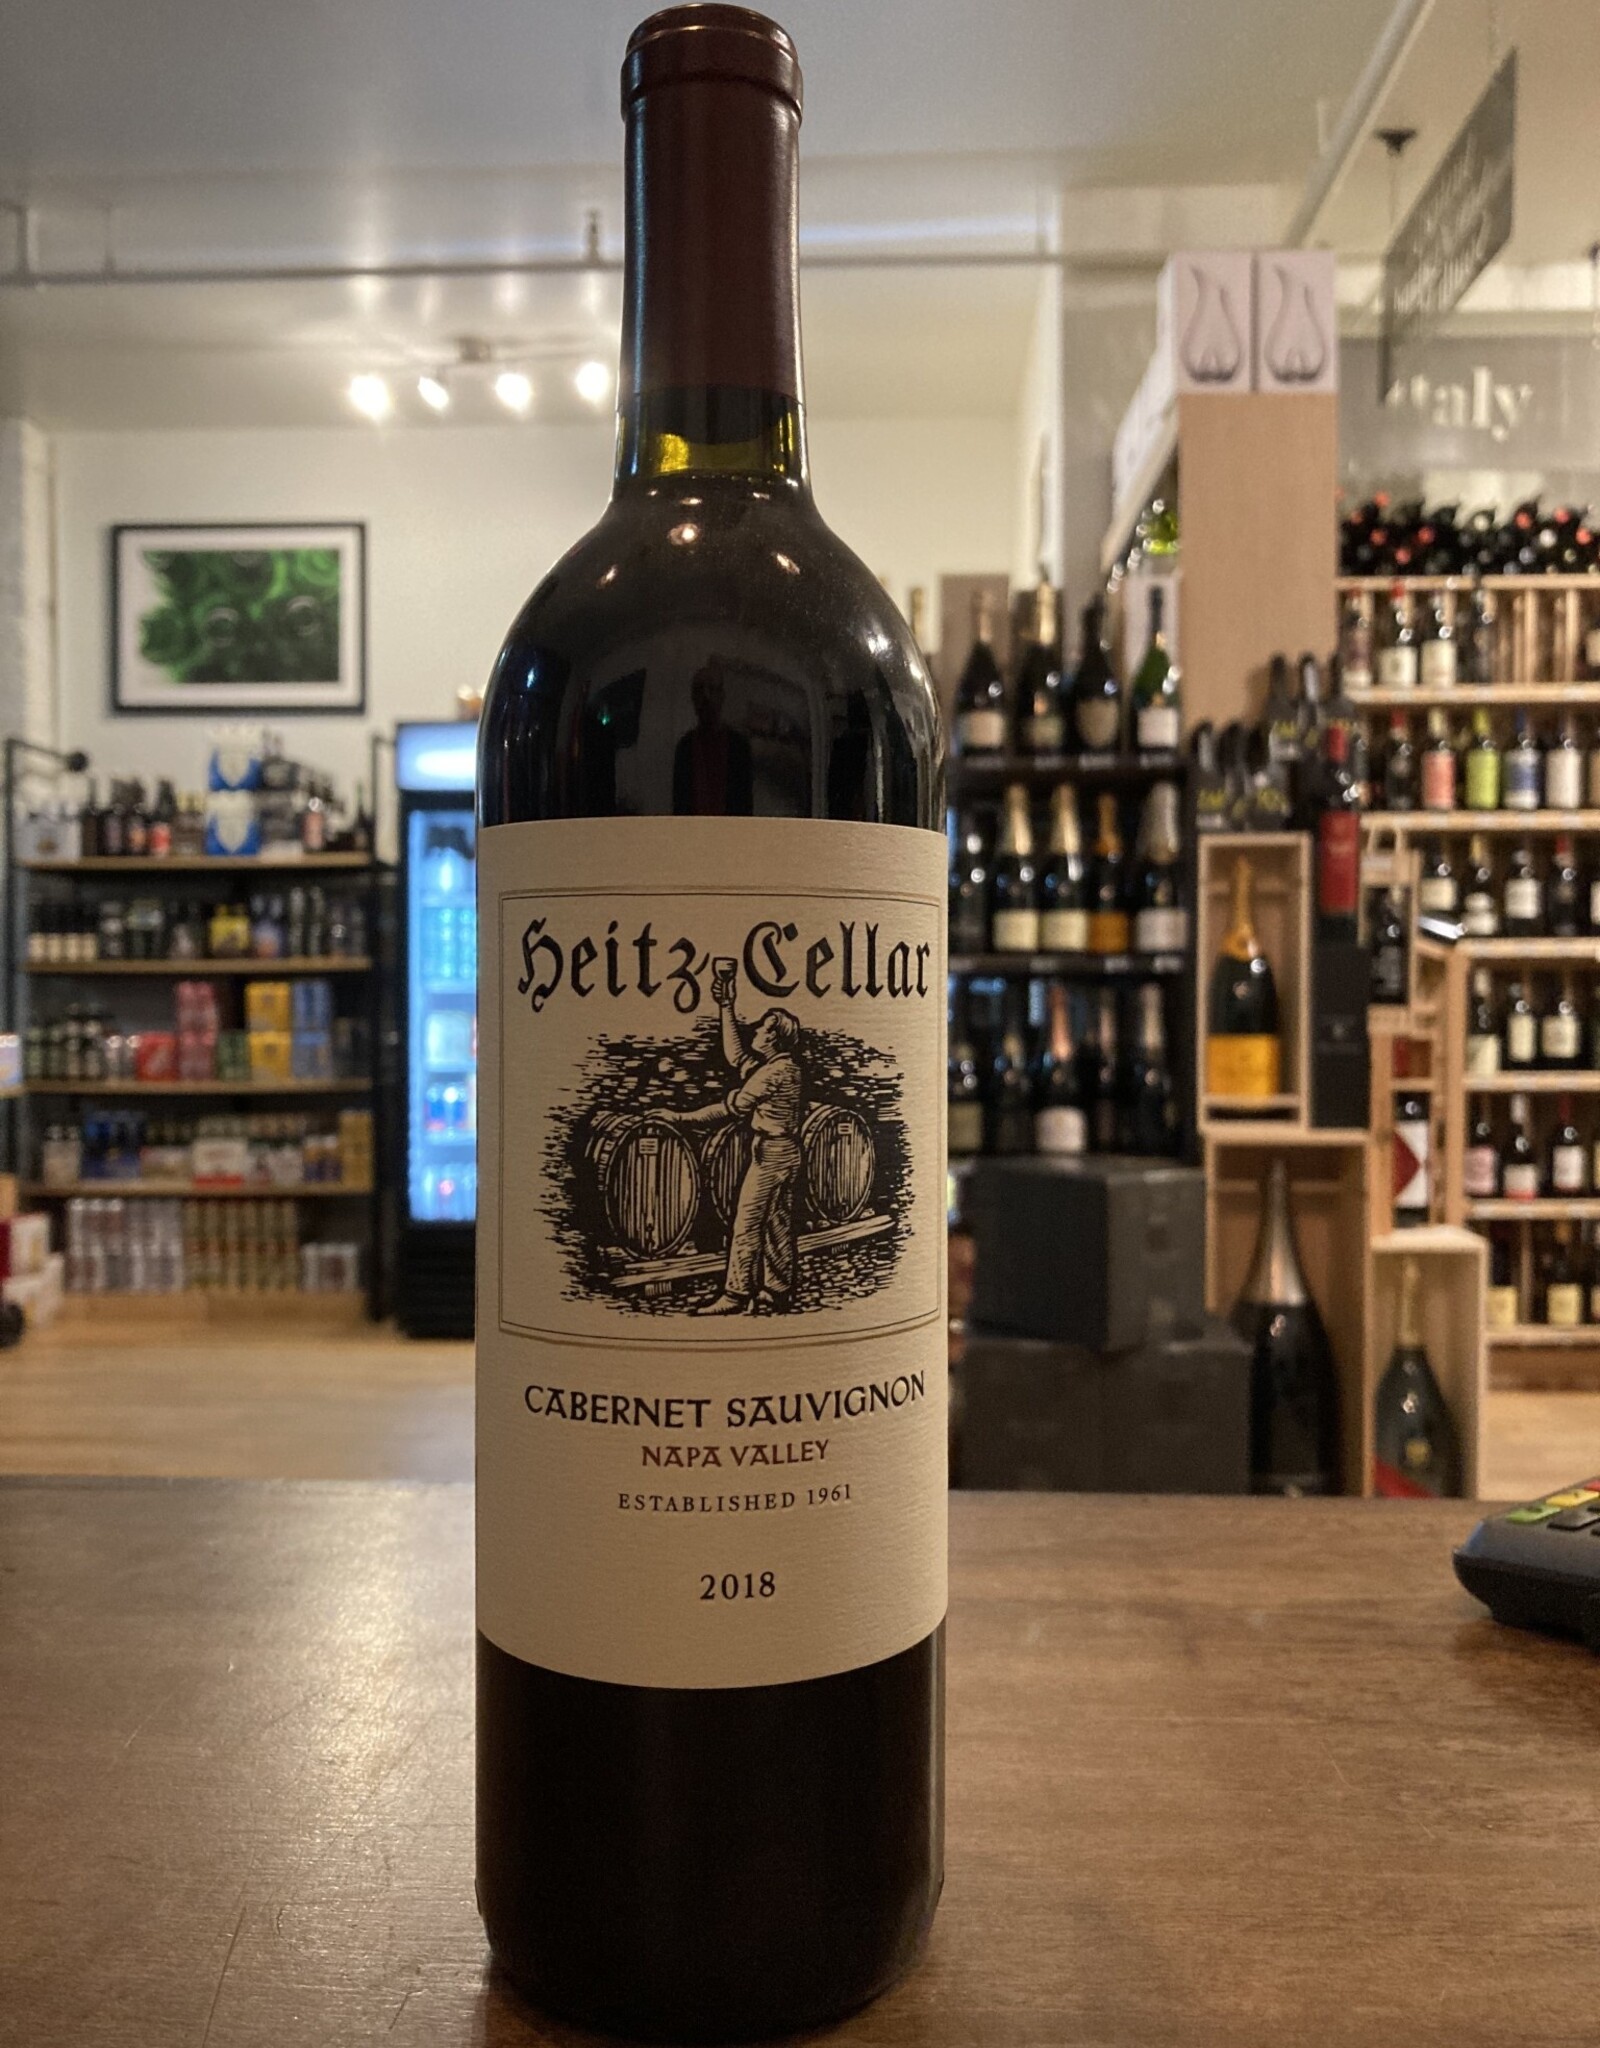 Heitz Cellar
CABERNET SAUVIGNON
NAPA VALLEY
ESTABLISHED 1961
2018